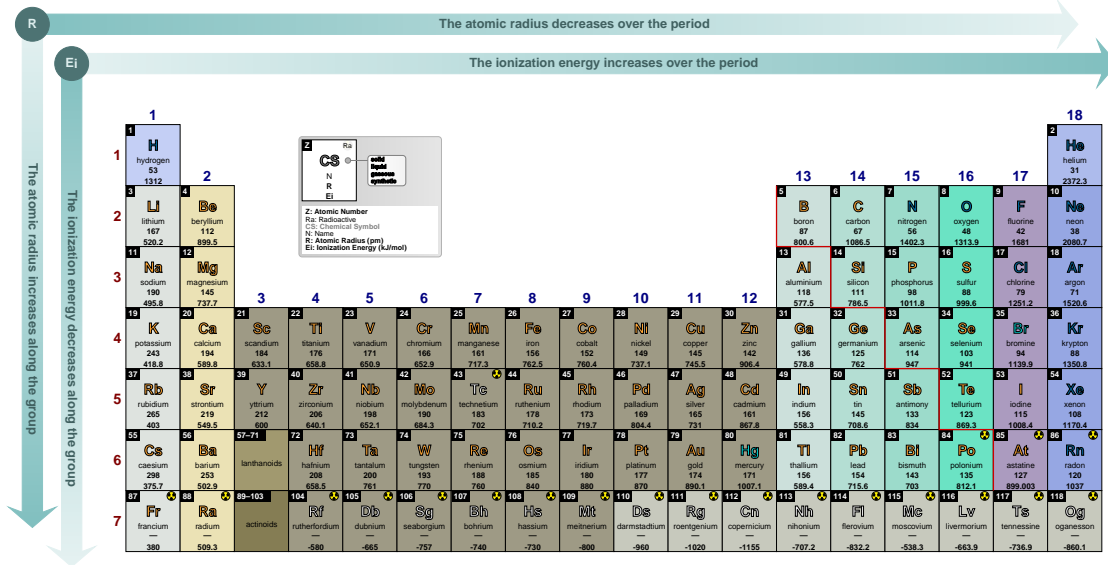 R
The atomic radius decreases over the period
Ei
The ionization energy increases over the period
The atomic radius increases along the group
The ionization energy decreases along the group
1
18
1
H
hydrogen
53
1312
Z
Ra
CS
N
R
Ei
solid
liquid
gaseous
synthetic
Z: Atomic Number
Ra: Radioactive
CS: Chemical Symbol
N: Name
R: Atomic Radius (pm)
Ei: Ionization Energy (kJ/mol)
2
He
helium
31
2372.3
1
2
13
14
15
16
17
2
3
Li
lithium
167
520.2
4
Be
beryllium
112
899.5
5
B
boron
87
800.6
6
C
carbon
67
1086.5
7
N
nitrogen
56
1402.3
8
O
oxygen
48
1313.9
9
F
fluorine
42
1681
10
Ne
neon
38
2080.7
3
11
Na
sodium
190
495.8
12
Mg
magnesium
145
737.7
13
Al
aluminium
118
577.5
14
Si
silicon
111
786.5
15
P
phosphorus
98
1011.8
16
S
sulfur
88
999.6
17
Cl
chlorine
79
1251.2
18
Ar
argon
71
1520.6
3
4
5
6
7
8
9
10
11
12
4
19
K
potassium
243
418.8
20
Ca
calcium
194
589.8
21
Sc
scandium
184
633.1
22
Ti
titanium
176
658.8
23
V
vanadium
171
650.9
24
Cr
chromium
166
652.9
25
Mn
manganese
161
717.3
26
Fe
iron
156
762.5
27
Co
cobalt
152
760.4
28
Ni
nickel
149
737.1
29
Cu
copper
145
745.5
30
Zn
zinc
142
906.4
31
Ga
gallium
136
578.8
32
Ge
germanium
125
762
33
As
arsenic
114
947
34
Se
selenium
103
941
35
Br
bromine
94
1139.9
36
Kr
krypton
88
1350.8
5
37
Rb
rubidium
265
403
38
Sr
strontium
219
549.5
39
Y
yttrium
212
600
40
Zr
zirconium
206
640.1
41
Nb
niobium
198
652.1
42
Mo
molybdenum
190
684.3
43
Tc
technetium
183
702
44
Ru
ruthenium
178
710.2
45
Rh
rhodium
173
719.7
46
Pd
palladium
169
804.4
47
Ag
silver
165
731
48
Cd
cadmium
161
867.8
49
In
indium
156
558.3
50
Sn
tin
145
708.6
51
Sb
antimony
133
834
52
Te
tellurium
123
869.3
53
I
iodine
115
1008.4
54
Xe
xenon
108
1170.4
6
55
Cs
caesium
298
375.7
56
Ba
barium
253
502.9
57–71
lanthanoids
72
Hf
hafnium
208
658.5
73
Ta
tantalum
200
761
74
W
tungsten
193
770
75
Re
rhenium
188
760
76
Os
osmium
185
840
77
Ir
iridium
180
880
78
Pt
platinum
177
870
79
Au
gold
174
890.1
80
Hg
mercury
171
1007.1
81
Tl
thallium
156
589.4
82
Pb
lead
154
715.6
83
Bi
bismuth
143
703
84
Po
polonium
135
812.1
85
At
astatine
127
899.003
86
Rn
radon
120
1037
7
87
Fr
francium
—
380
88
Ra
radium
—
509.3
89–103
actinoids
104
Rf
rutherfordium
—
-580
105
Db
dubnium
—
-665
106
Sg
seaborgium
—
-757
107
Bh
bohrium
—
-740
108
Hs
hassium
—
-730
109
Mt
meitnerium
—
-800
110
Ds
darmstadtium
—
-960
111
Rg
roentgenium
—
-1020
112
Cn
copernicium
—
-1155
113
Nh
nihonium
—
-707.2
114
Fl
flerovium
—
-832.2
115
Mc
moscovium
—
-538.3
116
Lv
livermorium
—
-663.9
117
Ts
tennessine
—
-736.9
118
Og
oganesson
—
-860.1